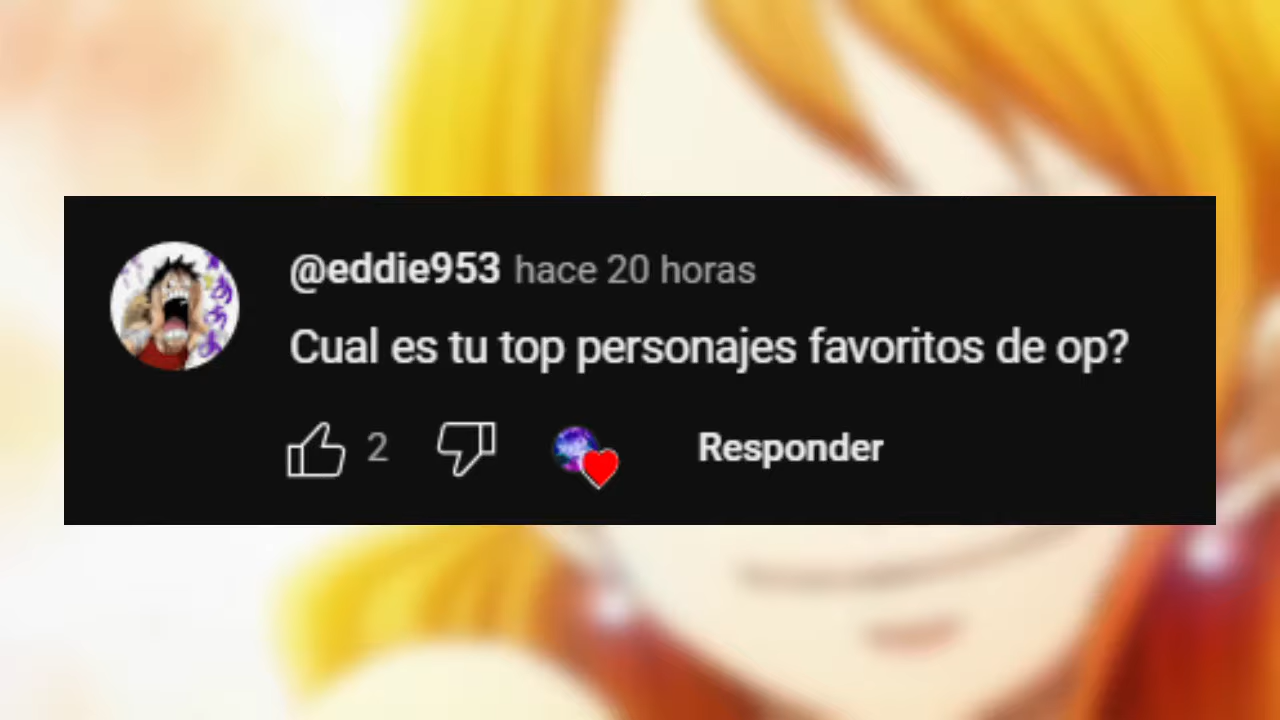 @eddie953 hace 20 horas
Cual es tu top personajes favoritos de op?
2
Responder